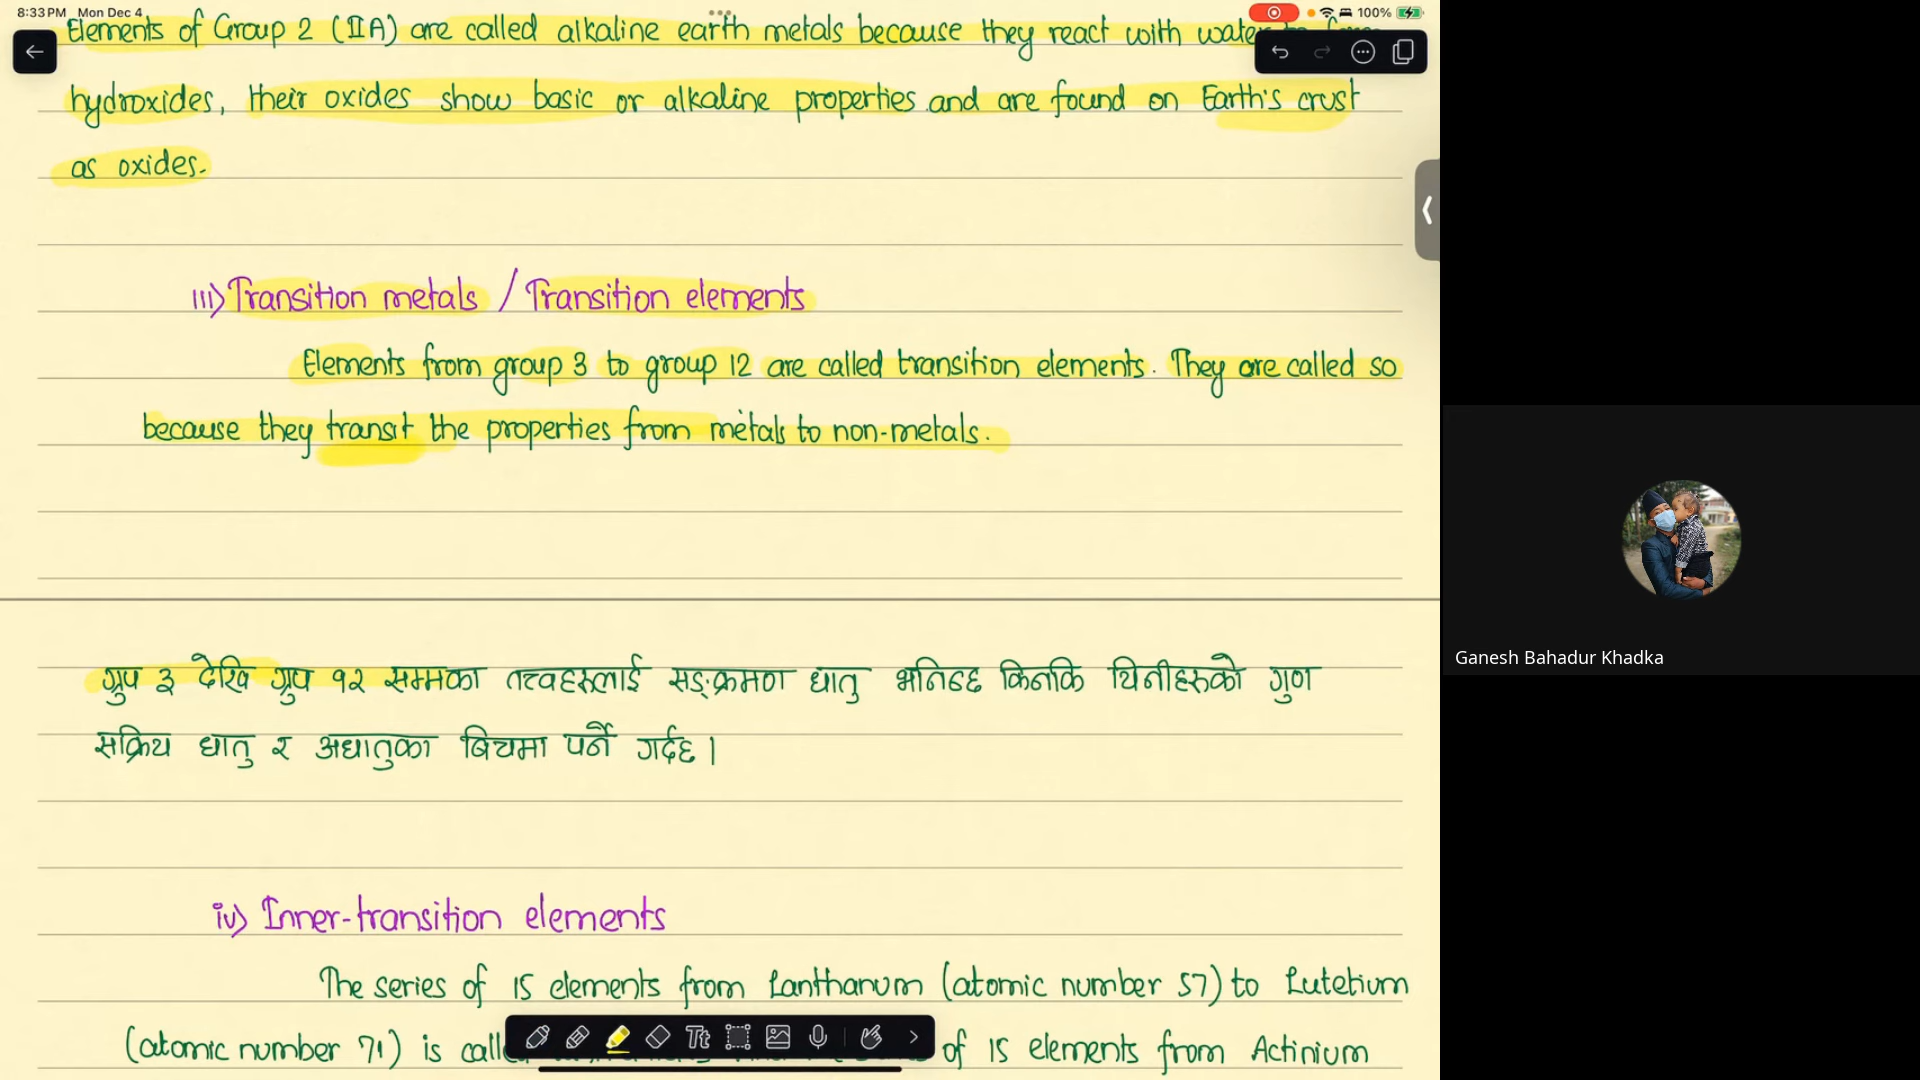 8:33 PM Mon Dec 4
100%
Elements of Group 2 (IIA) are called alkaline earth metals because they react with water to form
hydroxides, their oxides show basic or alkaline properties and are found on Earth's crust
as oxides.
iii) Transition metals / Transition elements
Elements from group 3 to group 12 are called transition elements. They are called so
because they transit the properties from metals to non-metals.
Ganesh Bahadur Khadka
ग्रुप ३ देखि ग्रुप १२ सम्मका तत्त्वहरुलाई सङ्क्रमण धातु भनिन्छ किनकि यिनीहरुको गुण
सक्रिय धातु र अधातुका बिचमा पर्ने गर्दछ।
iv) Inner-transition elements
The series of 15 elements from Lanthanum (atomic number 57) to Lutetium
(atomic number 71) is of 15 elements from Actinium
Tt